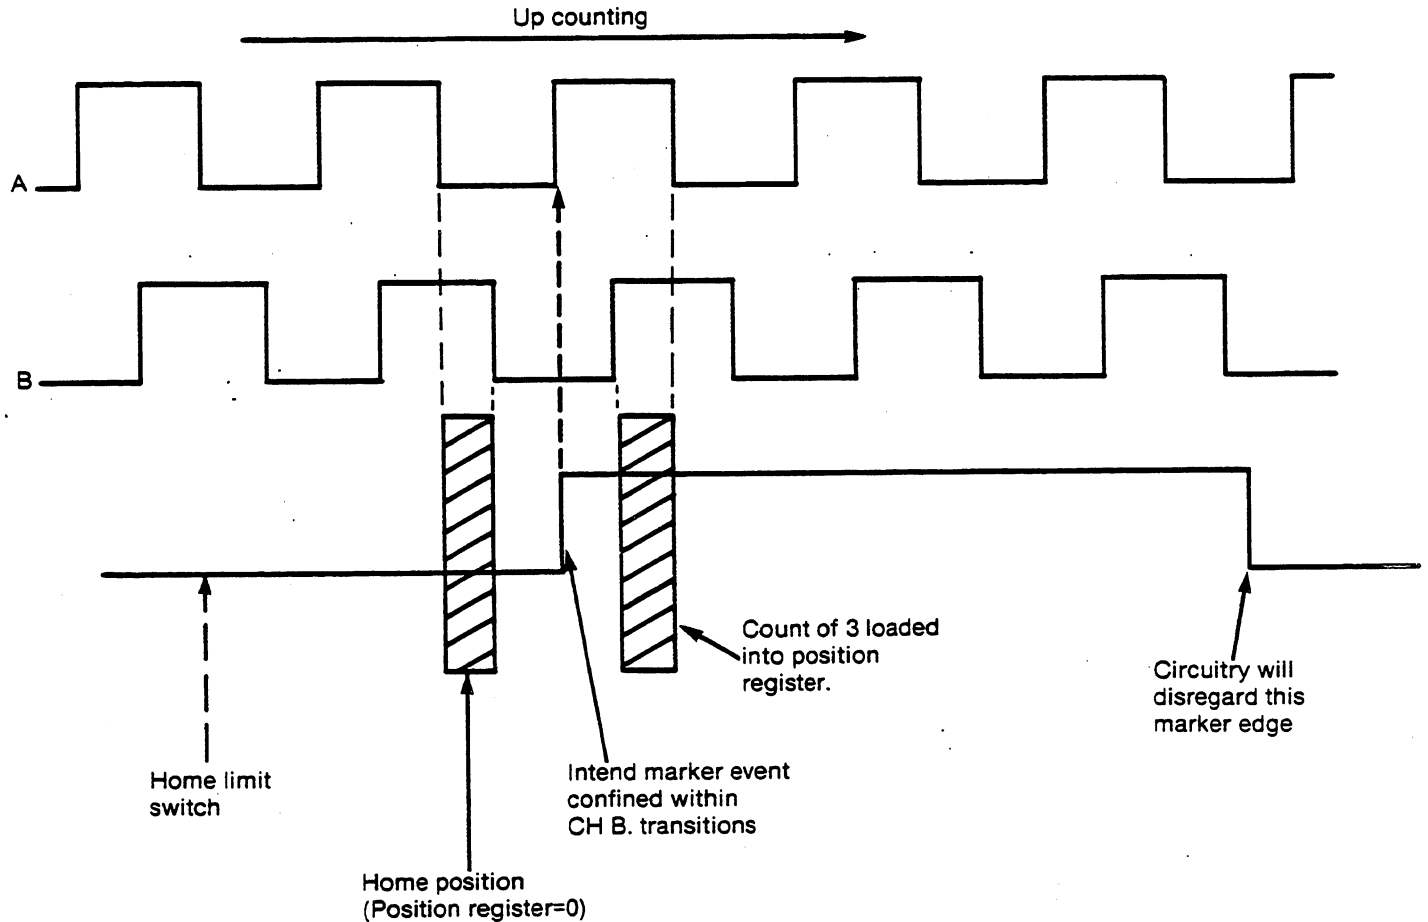 Up counting
A
B
Count of 3 loaded
into position
register.
Circuitry will
disregard this
marker edge
Home limit
switch
Intend marker event
confined within
CH B. transitions
Home position
(Position register=0)